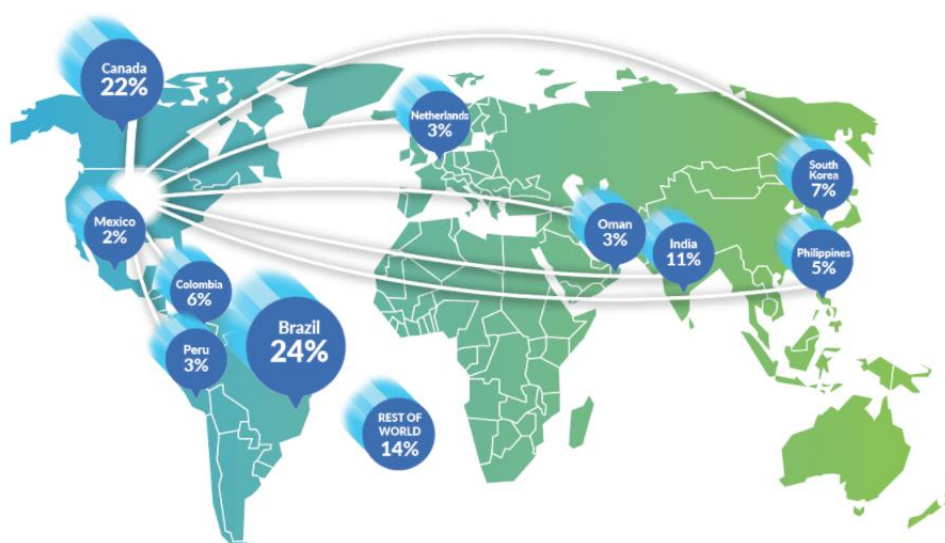 Canada
22%
Netherlands
3%
South
Korea
7%
Mexico
2%
Oman
3%
India
11%
Philippines
5%
Colombia
6%
Brazil
24%
Peru
3%
REST OF
WORLD
14%